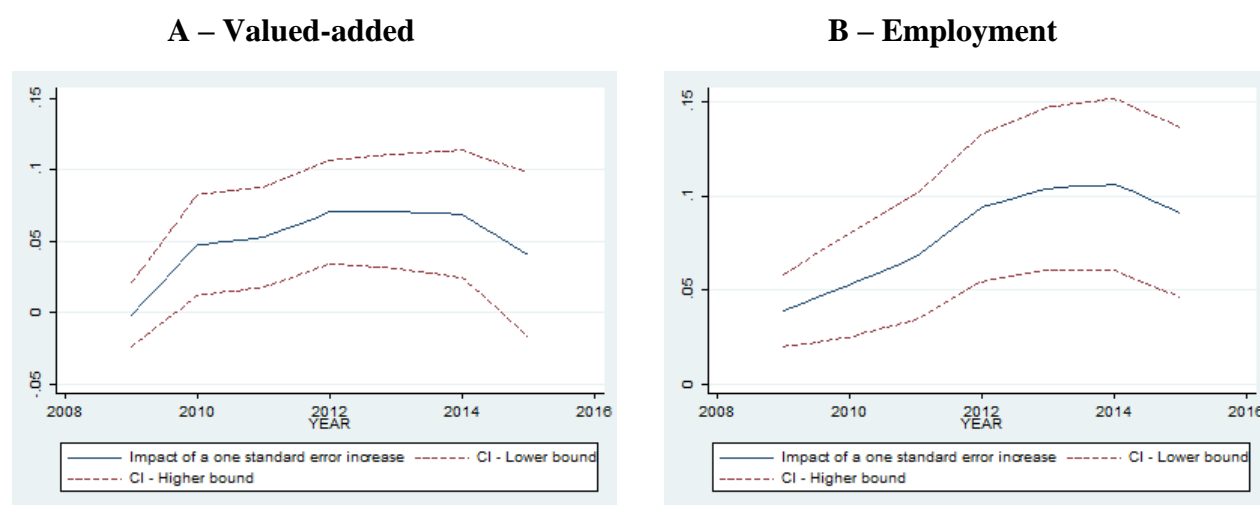 A – Valued-added
.15
.1
.05
0
-.05
2008 2010 2012 2014 2016
YEAR
Impact of a one standard error increase CI - Lower bound
CI - Higher bound
B – Employment
.15
.1
.05
0
2008 2010 2012 2014 2016
YEAR
Impact of a one standard error increase CI - Lower bound
CI - Higher bound